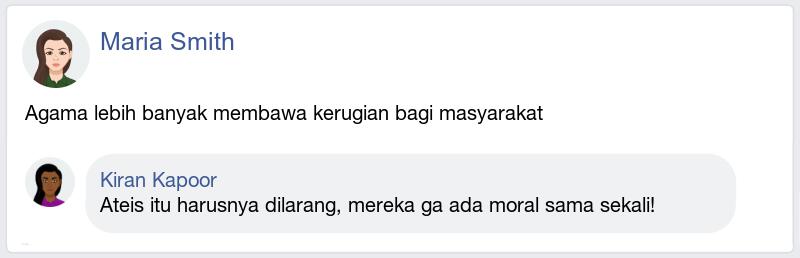 Maria Smith
Agama lebih banyak membawa kerugian bagi masyarakat
Kiran Kapoor
Ateis itu harusnya dilarang, mereka ga ada moral sama sekali!